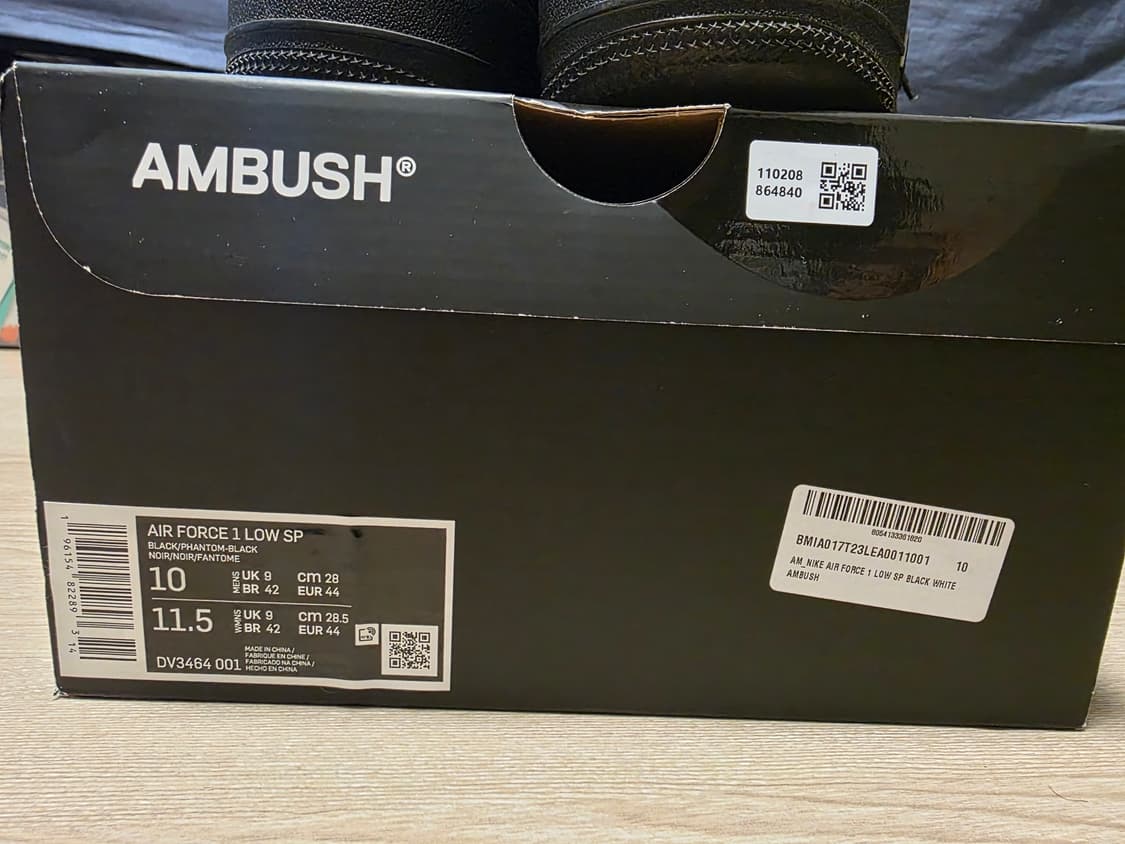 AMBUSH®
110208
864840
AIR FORCE 1 LOW SP
BLACK/PHANTOM-BLACK
NOIR/NOIR/FANTOME
10 MENS UK 9 cm 28
BR 42 EUR 44
11.5 WMNS UK 9 cm 28.5
BR 42 EUR 44
DV3464 001
MADE IN CHINA /
FABRIQUE EN CHINE /
FABRICADO NA CHINA /
HECHO EN CHINA
1 96154 82289 3 14
8054133361820
BMIA017T23LEA0011001 10
AM_NIKE AIR FORCE 1 LOW SP BLACK WHITE
AMBUSH